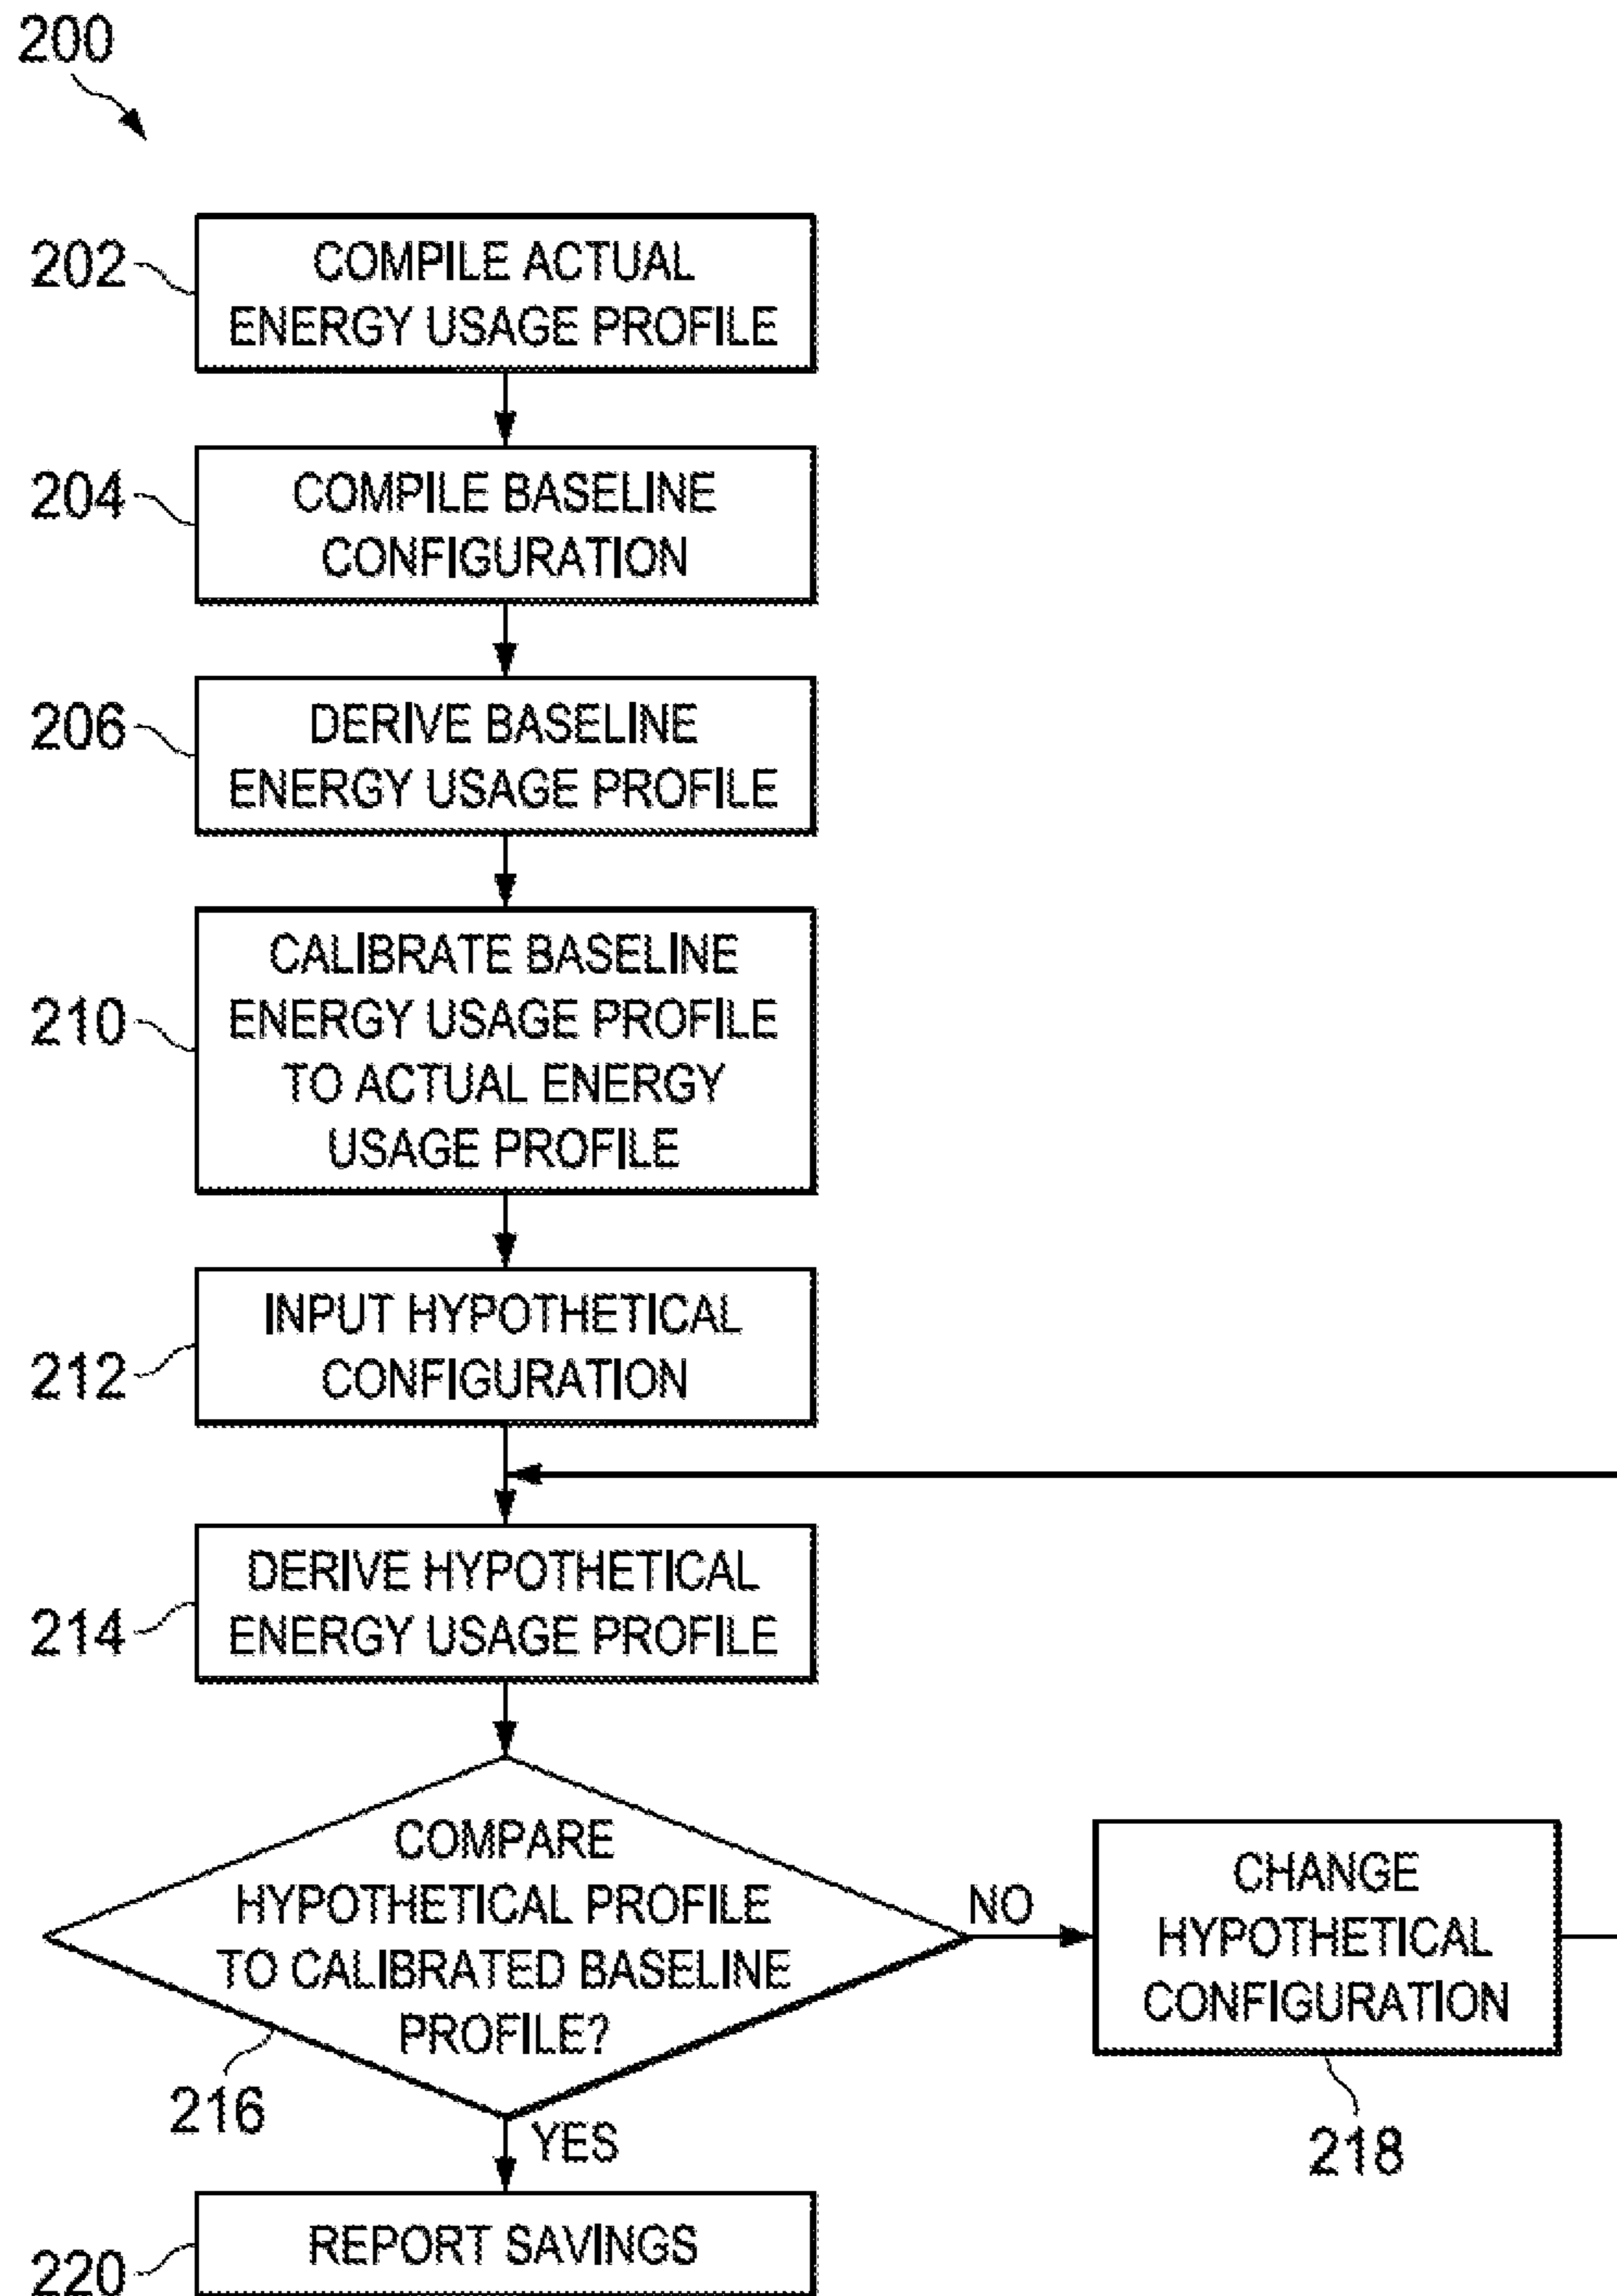 200
202
COMPILE ACTUAL
ENERGY USAGE PROFILE
204
COMPILE BASELINE
CONFIGURATION
206
DERIVE BASELINE
ENERGY USAGE PROFILE
210
CALIBRATE BASELINE
ENERGY USAGE PROFILE
TO ACTUAL ENERGY
USAGE PROFILE
212
INPUT HYPOTHETICAL
CONFIGURATION
214
DERIVE HYPOTHETICAL
ENERGY USAGE PROFILE
COMPARE
HYPOTHETICAL PROFILE
TO CALIBRATED BASELINE
PROFILE?
216
NO
CHANGE
HYPOTHETICAL
CONFIGURATION
218
YES
220
REPORT SAVINGS